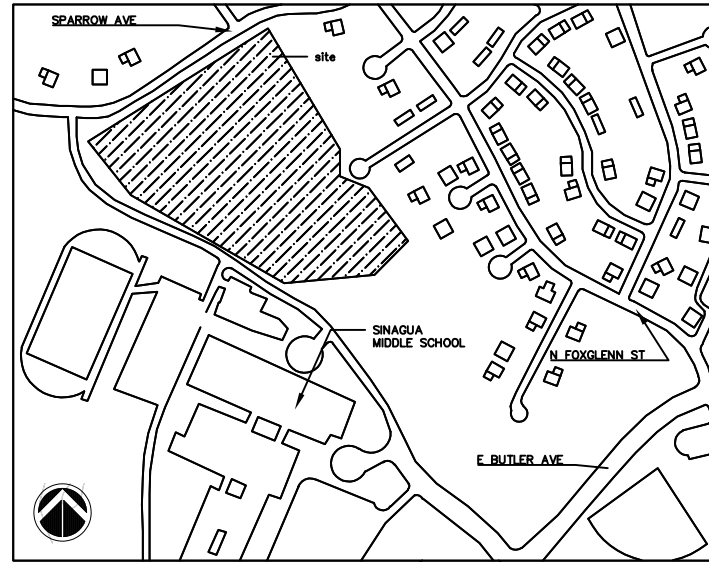 SPARROW AVE
site
SINAGUA
MIDDLE SCHOOL
N FOXGLENN ST
E BUTLER AVE